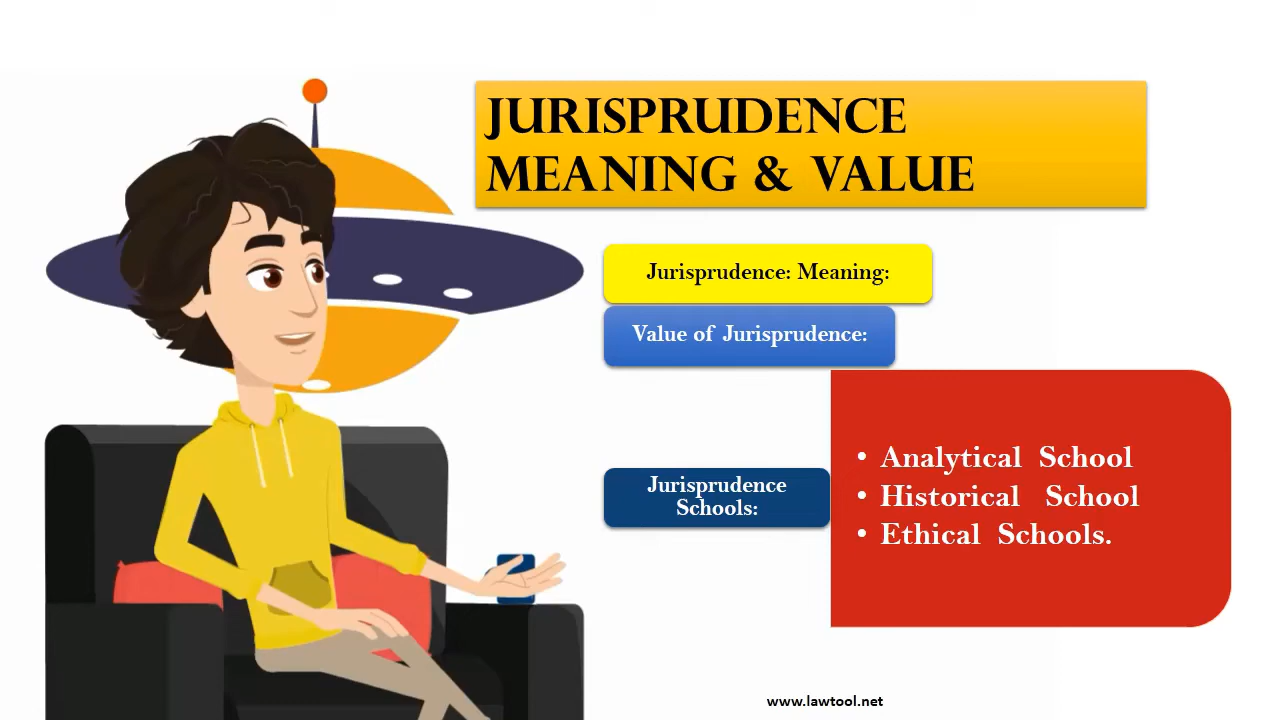 JURISPRUDENCE
MEANING & VALUE
Jurisprudence: Meaning:
Value of Jurisprudence:
Jurisprudence
Schools:
• Analytical School
• Historical School
• Ethical Schools.
www.lawtool.net